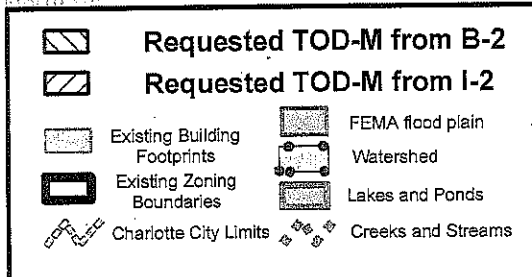 Requested TOD-M from B-2
Requested TOD-M from I-2
Existing Building
Footprints
Existing Zoning
Boundaries
Charlotte City Limits
FEMA flood plain
Watershed
Lakes and Ponds
Creeks and Streams